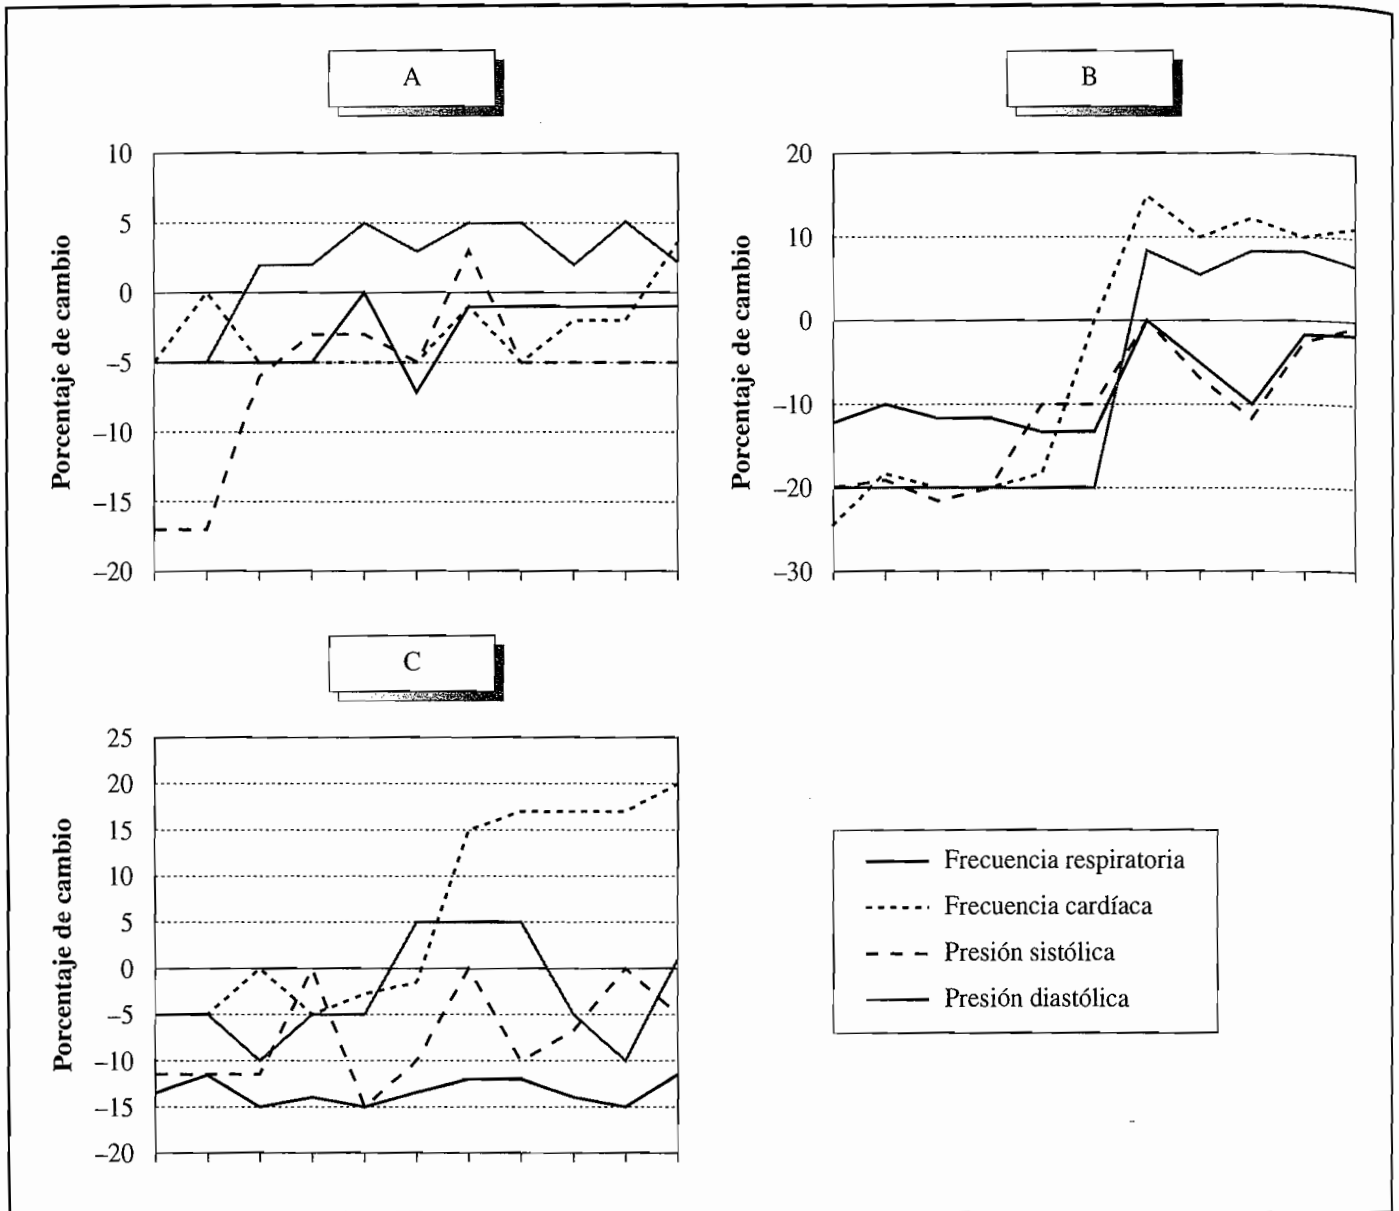 A
10
5
0
−5
−10
−15
−20
Porcentaje de cambio
B
20
10
0
−10
−20
−30
Porcentaje de cambio
C
25
20
15
10
5
0
−5
−10
−15
−20
Porcentaje de cambio
Frecuencia respiratoria
Frecuencia cardíaca
Presión sistólica
Presión diastólica